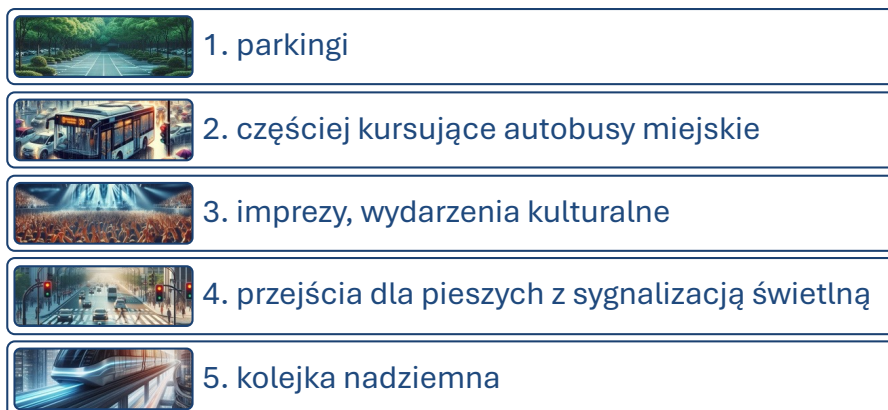 1. parkingi
2. częściej kursujące autobusy miejskie
3. imprezy, wydarzenia kulturalne
4. przejścia dla pieszych z sygnalizacją świetlną
5. kolejka nadziemna